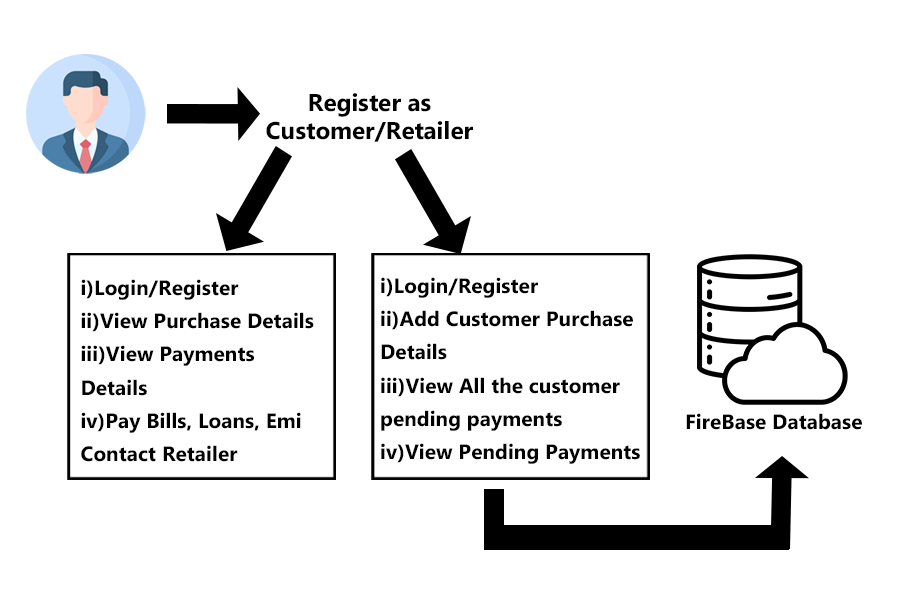 Register as
Customer/Retailer
i)Login/Register
ii)View Purchase Details
iii)View Payments
Details
iv)Pay Bills, Loans, Emi
Contact Retailer
i)Login/Register
ii)Add Customer Purchase
Details
iii)View All the customer
pending payments
iv)View Pending Payments
FireBase Database